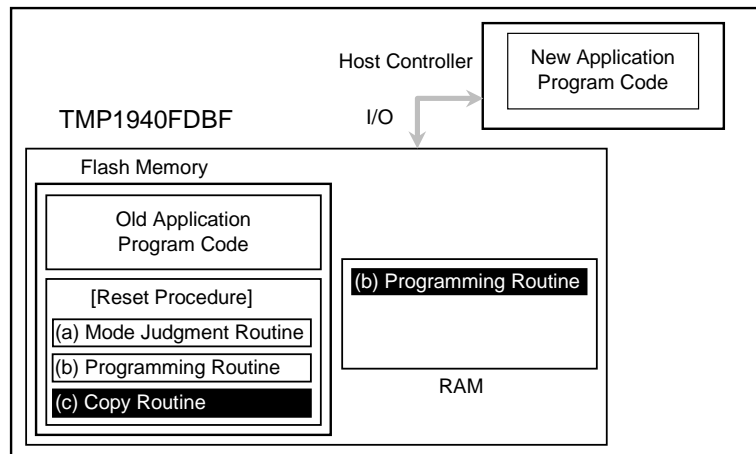 New Application
Program Code
Host Controller
I/O
TMP1940FDBF
Flash Memory
Old Application
Program Code
[Reset Procedure]
(a) Mode Judgment Routine
(b) Programming Routine
(c) Copy Routine
(b) Programming Routine
RAM